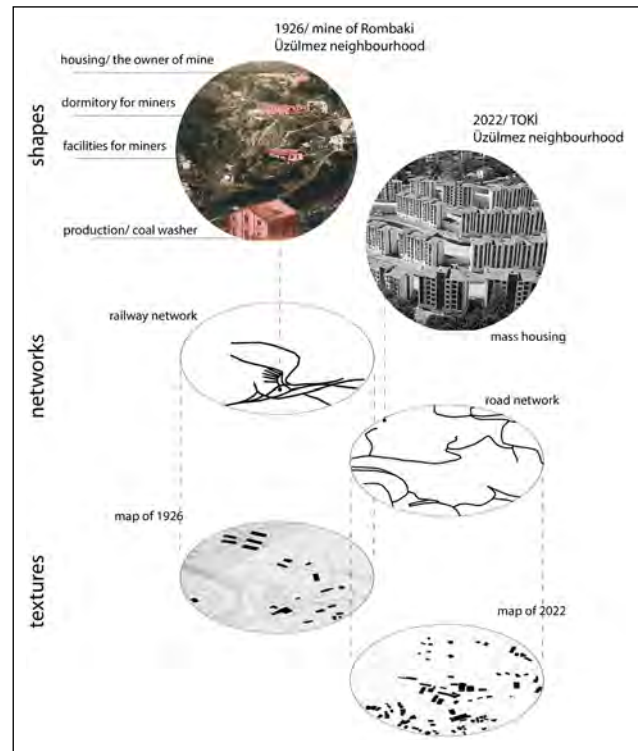 1926/ mine of Rombaki
Üzülmez neighbourhood
housing/ the owner of mine
dormitory for miners
facilities for miners
production/ coal washer
shapes
2022/ TOKİ
Üzülmez neighbourhood
mass housing
railway network
networks
road network
map of 1926
textures
map of 2022